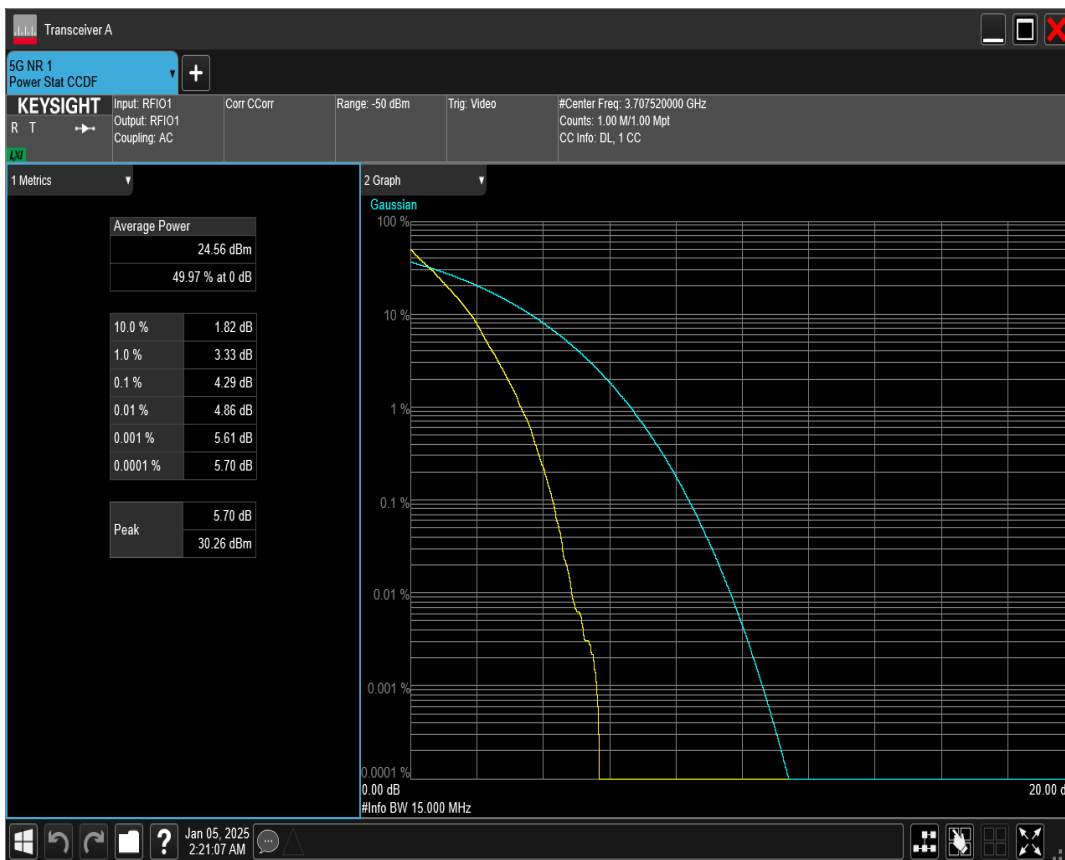 Transceiver A
5G NR 1
Power Stat CCDF
KEYSIGHT
R T
LXI
Input: RFIO1
Output: RFIO1
Coupling: AC
Corr CCorr
Range: -50 dBm
Trig: Video
#Center Freq: 3.707520000 GHz
Counts: 1.00 M/1.00 Mpt
CC Info: DL, 1 CC
1 Metrics
Average Power
24.56 dBm
49.97 % at 0 dB
10.0 % 1.82 dB
1.0 % 3.33 dB
0.1 % 4.29 dB
0.01 % 4.86 dB
0.001 % 5.61 dB
0.0001 % 5.70 dB
Peak 5.70 dB
30.26 dBm
2 Graph
Gaussian
100 %
10 %
1 %
0.1 %
0.01 %
0.001 %
0.0001 %
0.00 dB 20.00 d
#Info BW 15.000 MHz
Jan 05, 2025
2:21:07 AM